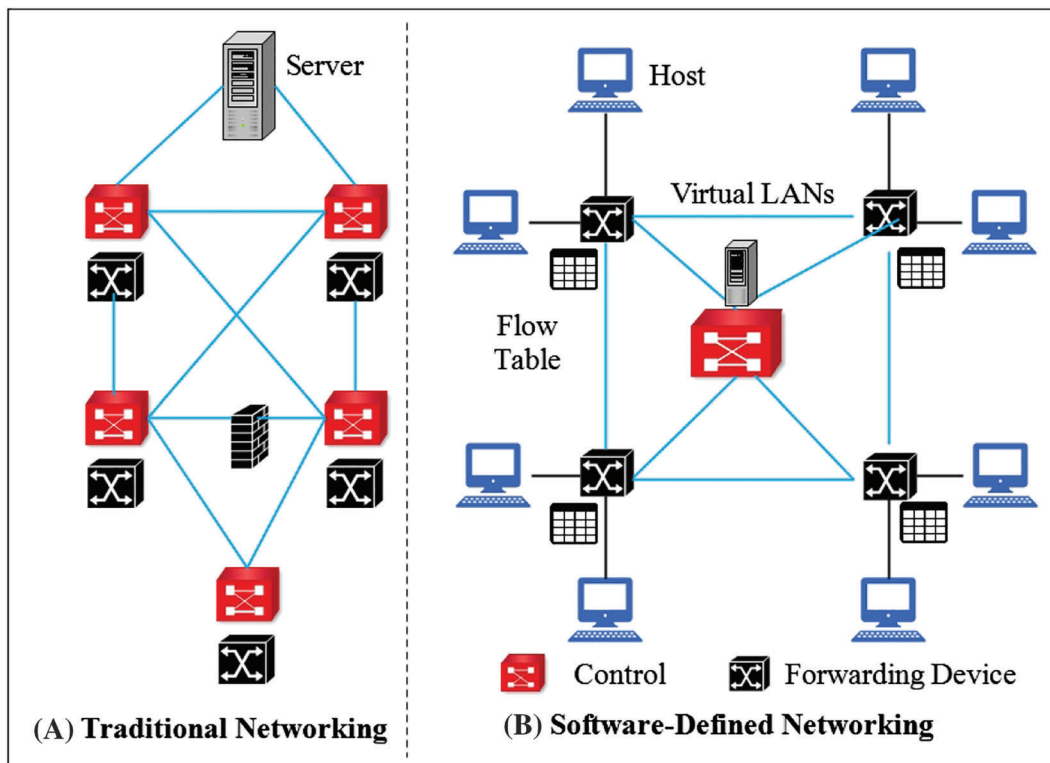 Server
(A) Traditional Networking
Host
Virtual LANs
Flow
Table
Control
Forwarding Device
(B) Software-Defined Networking